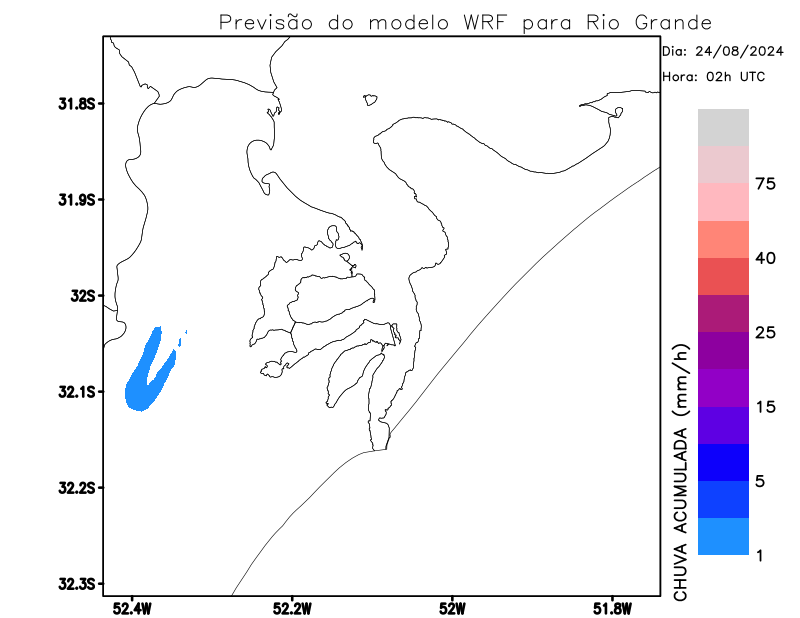 Previsão do modelo WRF para Rio Grande
Dia: 24/08/2024
Hora: 02h UTC
31.8S
31.9S
32S
32.1S
32.2S
32.3S
52.4W
52.2W
52W
51.8W
75
40
25
15
5
1
CHUVA ACUMULADA (mm/h)